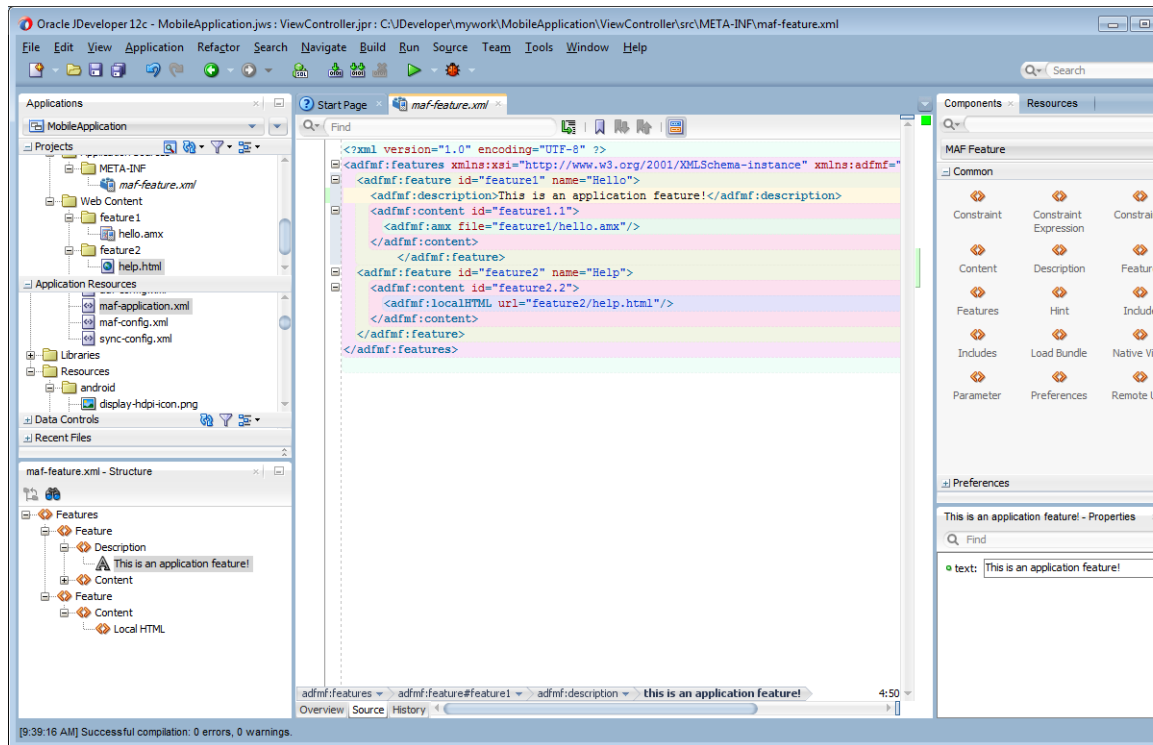 Oracle JDeveloper 12c - MobileApplication.jws : ViewController.jpr : C:\JDeveloper\mywork\MobileApplication\ViewController\src\META-INF\maf-feature.xml
File Edit View Application Refactor Search Navigate Build Run Source Team Tools Window Help
Search
Applications
MobileApplication
Projects
META-INF
maf-feature.xml
Web Content
feature1
hello.amx
feature2
help.html
Application Resources
maf-application.xml
maf-config.xml
sync-config.xml
Libraries
Resources
android
display-hdpi-icon.png
Data Controls
Recent Files
maf-feature.xml - Structure
Features
Feature
Description
This is an application feature!
Content
Feature
Content
Local HTML
Start Page maf-feature.xml
Find
<?xml version="1.0" encoding="UTF-8" ?>
<adfmf:features xmlns:xsi="http://www.w3.org/2001/XMLSchema-instance" xmlns:adfmf="
<adfmf:feature id="feature1" name="Hello">
<adfmf:description>This is an application feature!</adfmf:description>
<adfmf:content id="feature1.1">
<adfmf:amx file="feature1/hello.amx"/>
</adfmf:content>
</adfmf:feature>
<adfmf:feature id="feature2" name="Help">
<adfmf:content id="feature2.2">
<adfmf:localHTML url="feature2/help.html"/>
</adfmf:content>
</adfmf:feature>
</adfmf:features>
adfmf:features adfmf:feature#feature1 adfmf:description this is an application feature! 4:50
Overview Source History
Components Resources
MAF Feature
Common
Constraint Constraint Expression
Content Description
Features Hint
Includes Load Bundle
Parameter Preferences
Preferences
This is an application feature! - Properties
Find
text: This is an application feature!
[9:39:16 AM] Successful compilation: 0 errors, 0 warnings.